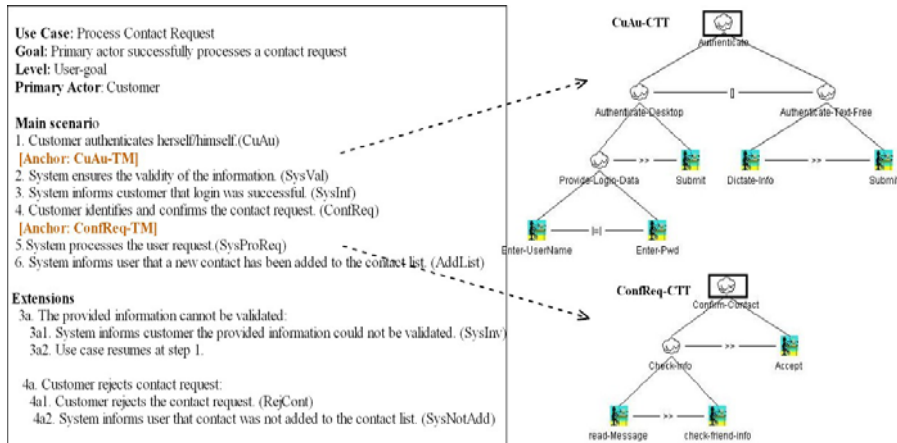 Use Case: Process Contact Request
Goal: Primary actor successfully processes a contact request
Level: User-goal
Primary Actor: Customer
Main scenario
1. Customer authenticates herself/himself.(CuAu)
[Anchor: CuAu-TM]
2. System ensures the validity of the information. (SysVal)
3. System informs customer that login was successful. (SysInf)
4. Customer identifies and confirms the contact request. (ConfReq)
[Anchor: ConfReq-TM]
5.System processes the user request.(SysProReq)
6. System informs user that a new contact has been added to the contact list. (AddList)
Extensions
3a. The provided information cannot be validated:
3a1. System informs customer the provided information could not be validated. (SysInv)
3a2. Use case resumes at step 1.
4a. Customer rejects contact request:
4a1. Customer rejects the contact request. (RejCont)
4a2. System informs user that contact was not added to the contact list. (SysNotAdd)
CuAu-CTT
Authenticate
Authenticate-Desktop
[]
Authenticate-Text-Free
Provide-Login-Data
>>
Submit
Dictate-Info
>>
Submit
Enter-UserName
|=|
Enter-Pwd
ConfReq-CTT
Confirm-Contact
Check-Info
>>
Accept
read-Message
>>
check-friend-info